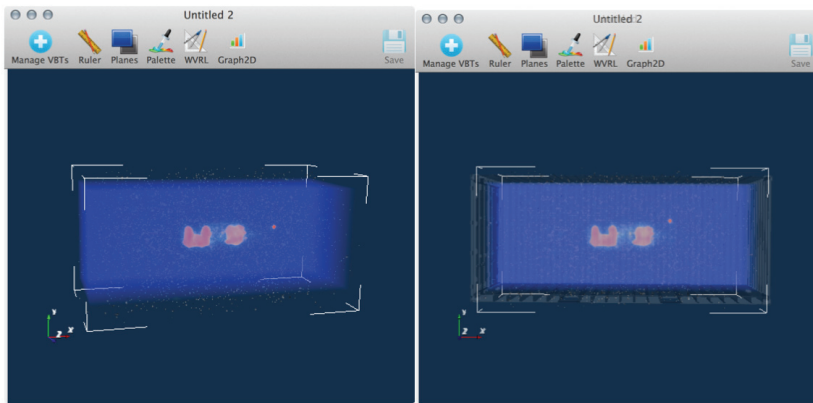 Untitled 2
Manage VBTs Ruler Planes Palette WVRL Graph2D Save
y
z x
Untitled 2
Manage VBTs Ruler Planes Palette WVRL Graph2D Save
y
z x